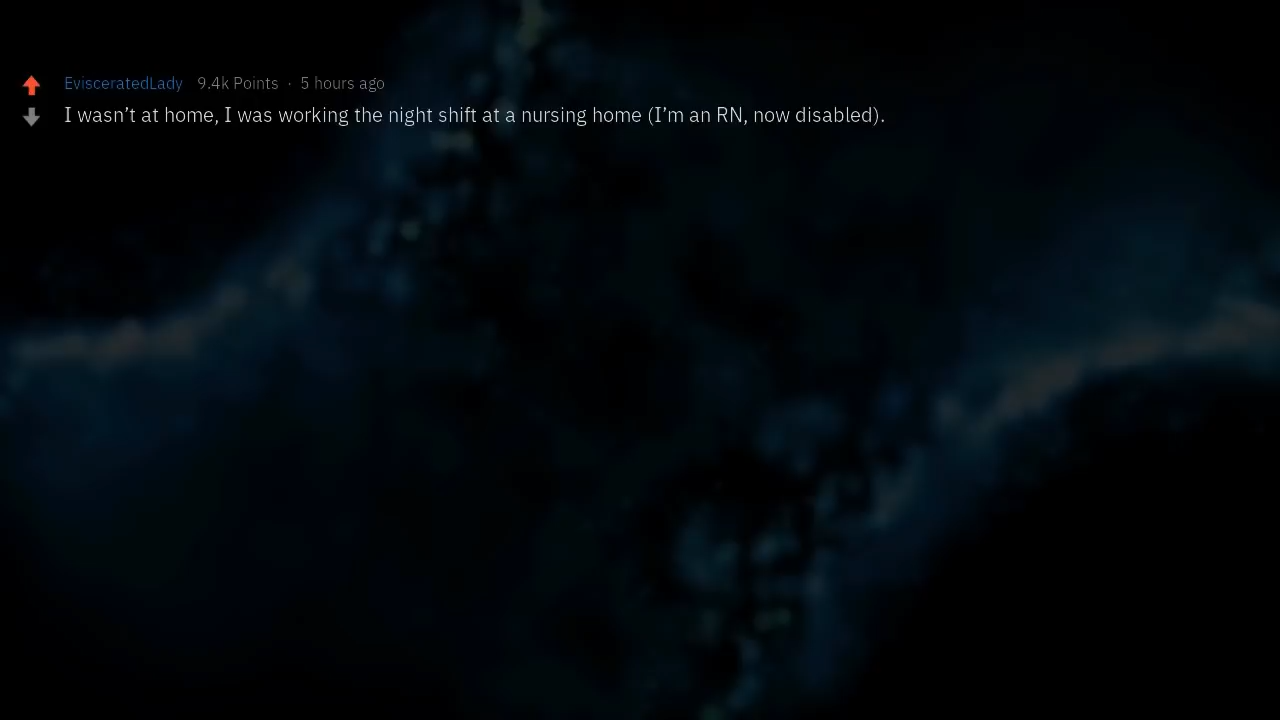 EvisceratedLady 9.4k Points · 5 hours ago
I wasn’t at home, I was working the night shift at a nursing home (I’m an RN, now disabled).